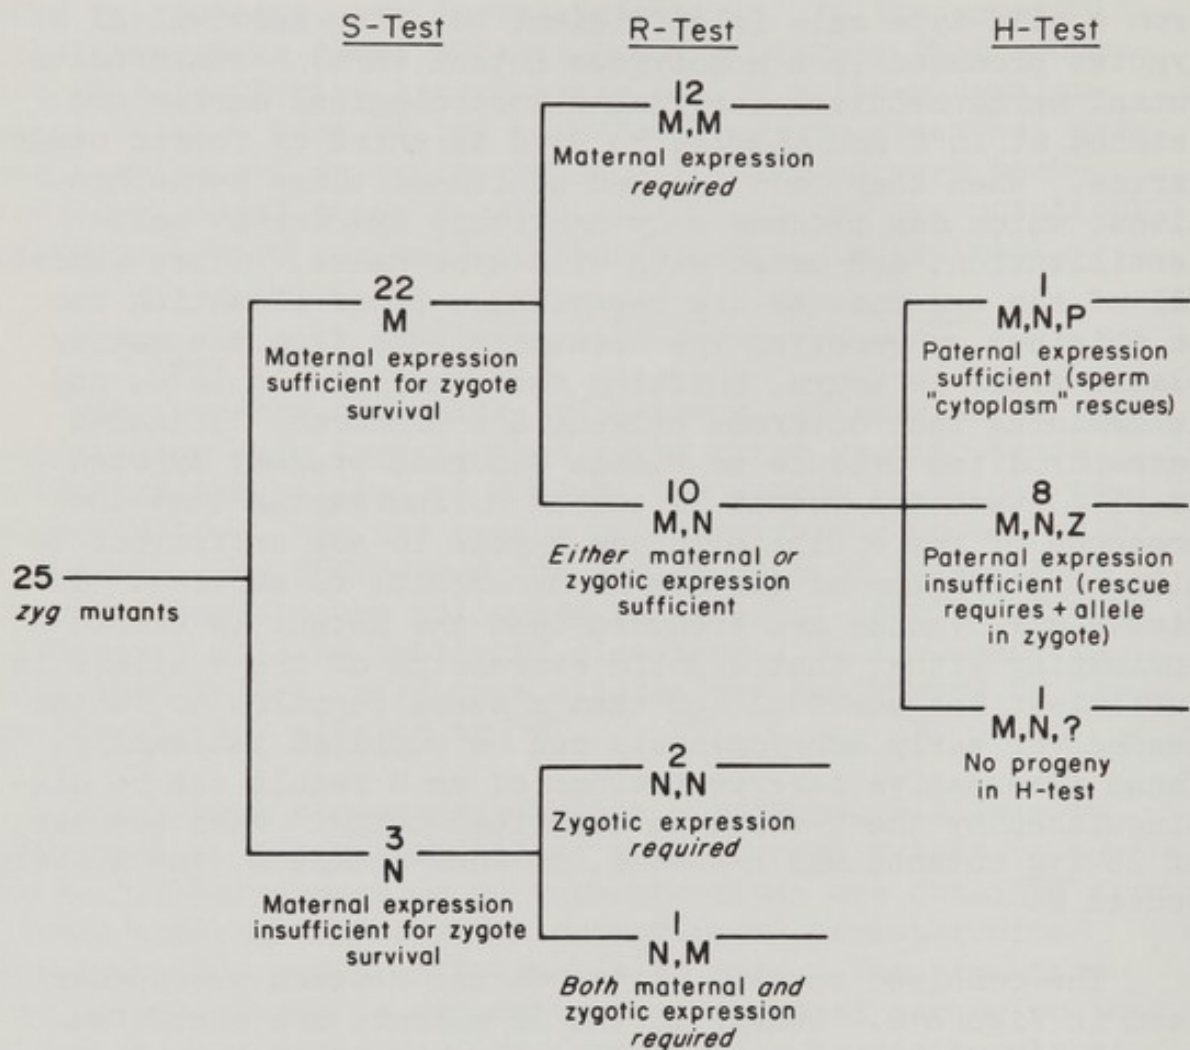 S-Test
R-Test
H-Test
12
M,M
Maternal expression
required
22
M
Maternal expression
sufficient for zygote
survival
1
M,N,P
Paternal expression
sufficient (sperm
"cytoplasm" rescues)
10
M,N
Either maternal or
zygotic expression
sufficient
8
M,N,Z
Paternal expression
insufficient (rescue
requires + allele
in zygote)
25
zyg mutants
1
M,N,?
No progeny
in H-test
2
N,N
Zygotic expression
required
3
N
Maternal expression
insufficient for zygote
survival
1
N,M
Both maternal and
zygotic expression
required